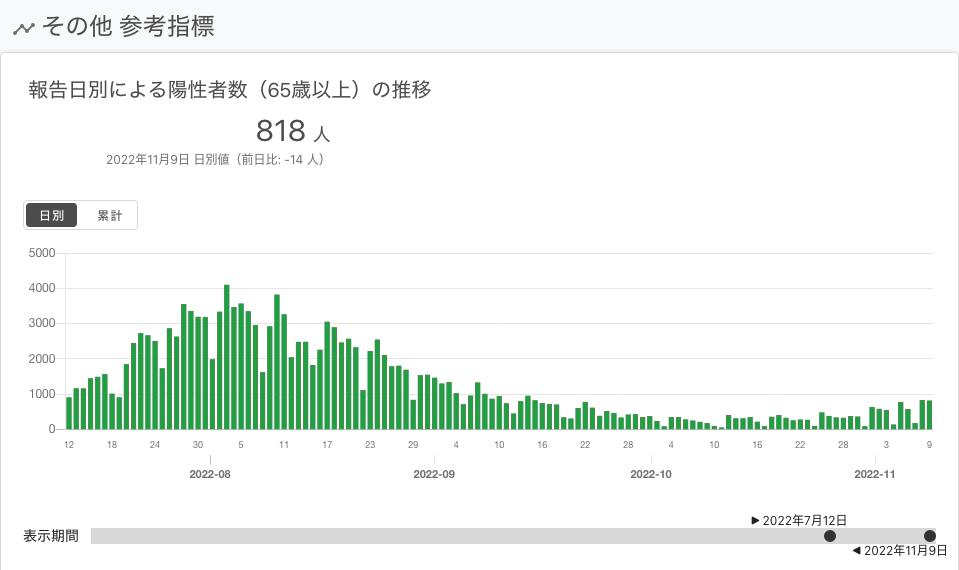 その他 参考指標
報告日別による陽性者数（65歳以上）の推移
818 人
2022年11月9日 日別値（前日比: -14 人）
日別 累計
5000
4000
3000
2000
1000
0
12 18 24 30 5 11 17 23 29 4 10 16 22 28 4 10 16 22 28 3 9
2022-08 2022-09 2022-10 2022-11
2022年7月12日
表示期間
2022年11月9日